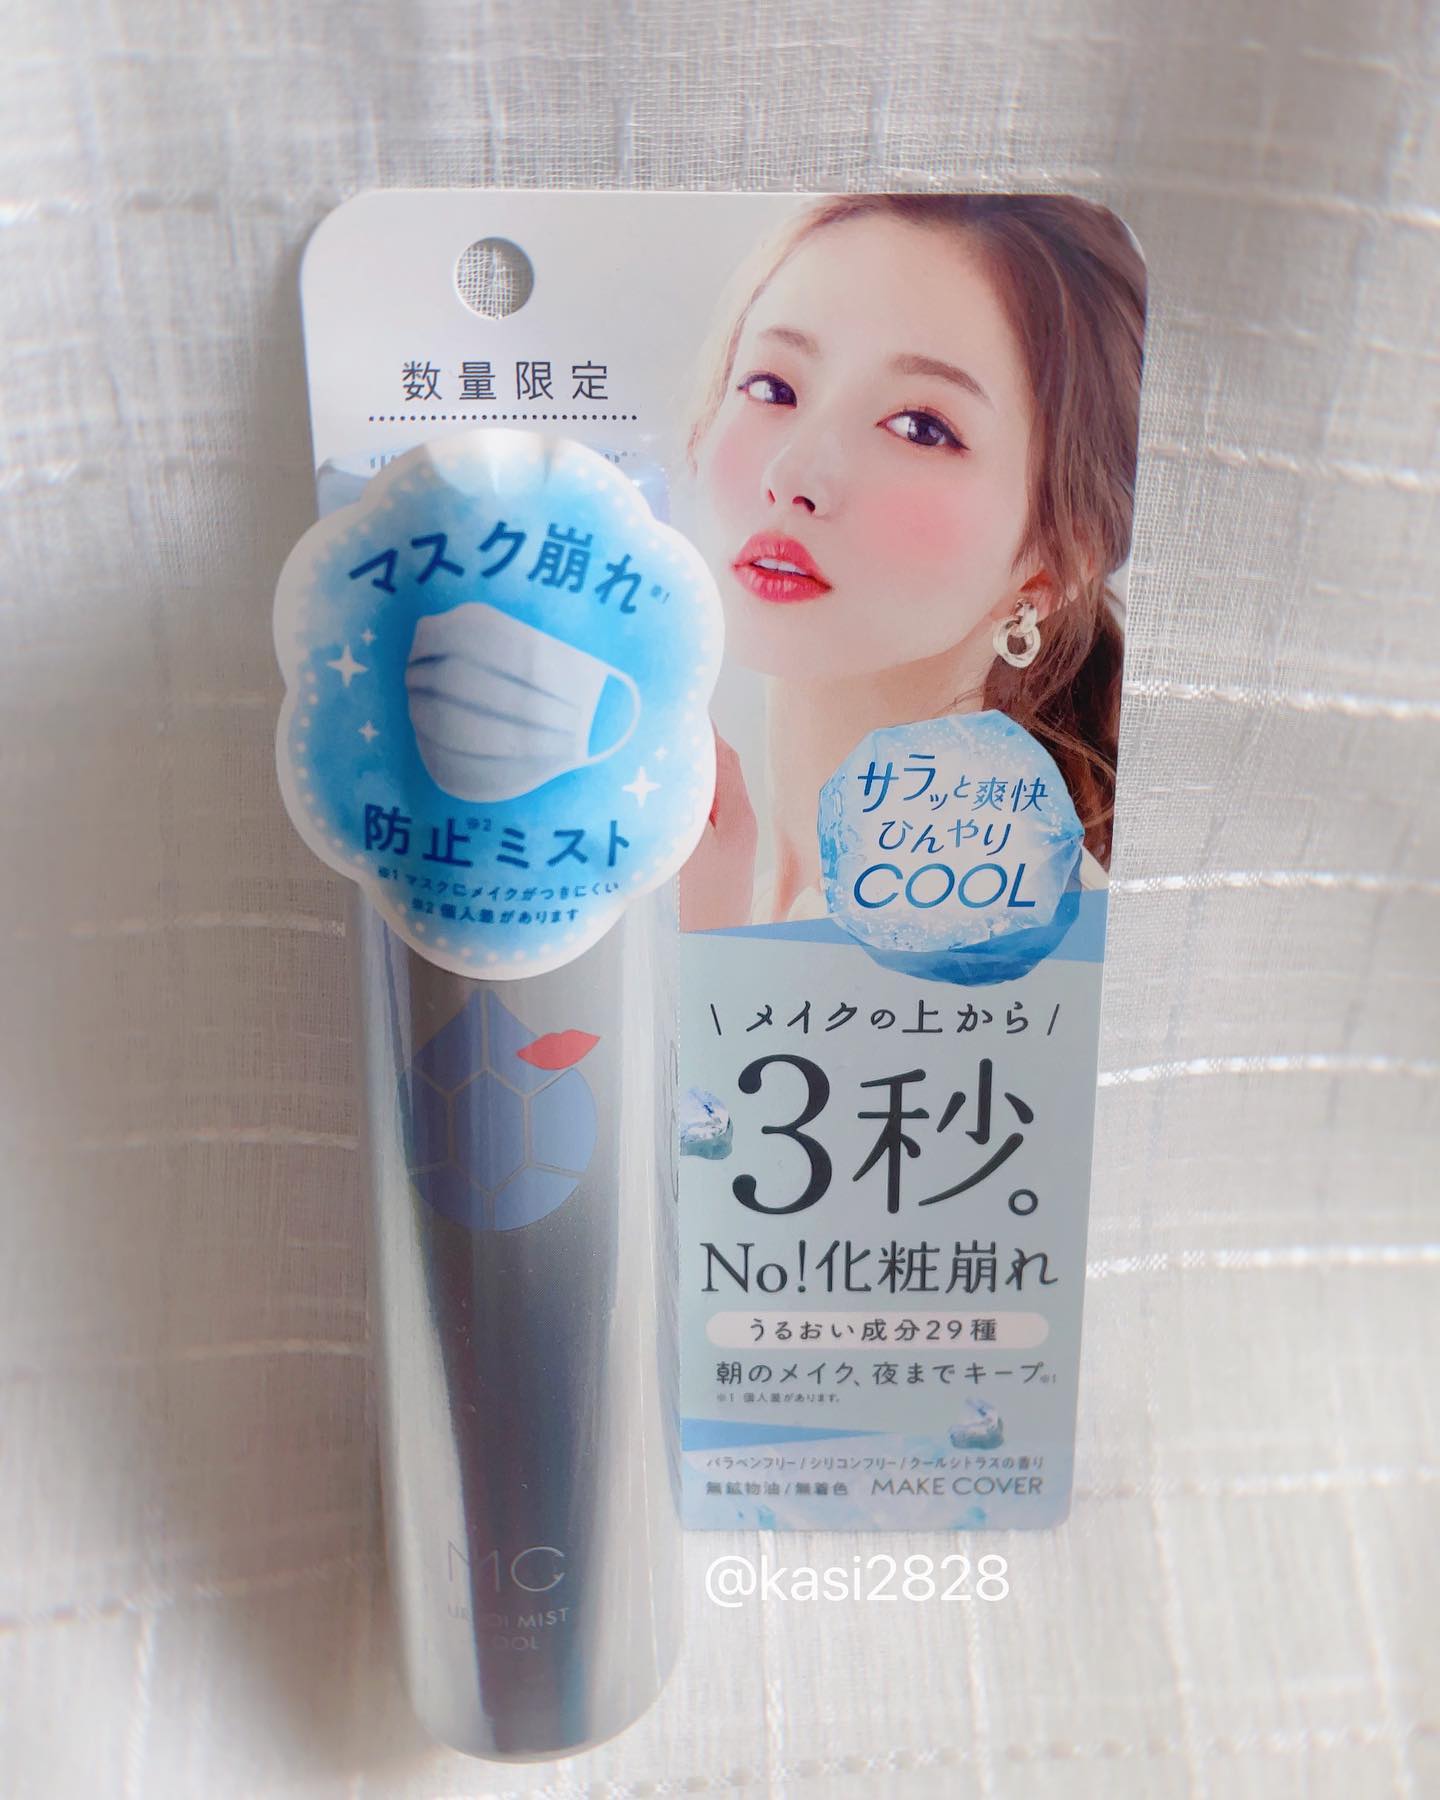 数量限定
マスク崩れ※1
防止※2ミスト
※1 マスクにメイクがつきにくい
※2 個人差があります
サラッと爽快
ひんやり
COOL
\ メイクの上から /
3秒。
No!化粧崩れ
うるおい成分29種
朝のメイク、夜までキープ※1
※1 個人差があります。
パラベンフリー/シリコンフリー/クールシトラスの香り
無鉱物油/無着色 MAKE COVER
MC
MIST
@kasi2828